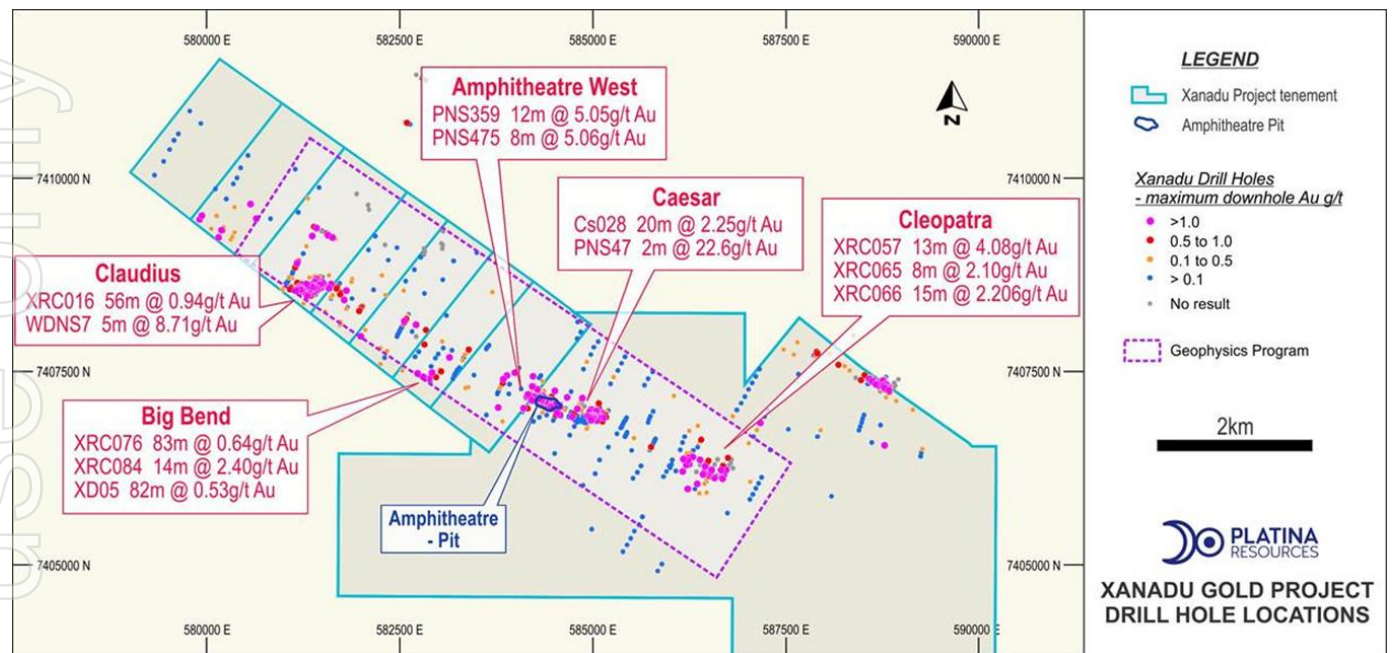 580000 E
582500 E
585000 E
587500 E
590000 E
7410000 N
7410000 N
7407500 N
7407500 N
7405000 N
7405000 N
Amphitheatre West
PNS359 12m @ 5.05g/t Au
PNS475 8m @ 5.06g/t Au
Caesar
Cs028 20m @ 2.25g/t Au
PNS47 2m @ 22.6g/t Au
Cleopatra
XRC057 13m @ 4.08g/t Au
XRC065 8m @ 2.10g/t Au
XRC066 15m @ 2.206g/t Au
Claudius
XRC016 56m @ 0.94g/t Au
WDNS7 5m @ 8.71g/t Au
Big Bend
XRC076 83m @ 0.64g/t Au
XRC084 14m @ 2.40g/t Au
XD05 82m @ 0.53g/t Au
Amphitheatre
- Pit
N
2km
580000 E
582500 E
585000 E
587500 E
590000 E
LEGEND
Xanadu Project tenement
Amphitheatre Pit
Xanadu Drill Holes
- maximum downhole Au g/t
>1.0
0.5 to 1.0
0.1 to 0.5
> 0.1
No result
Geophysics Program
PLATINA
RESOURCES
XANADU GOLD PROJECT
DRILL HOLE LOCATIONS